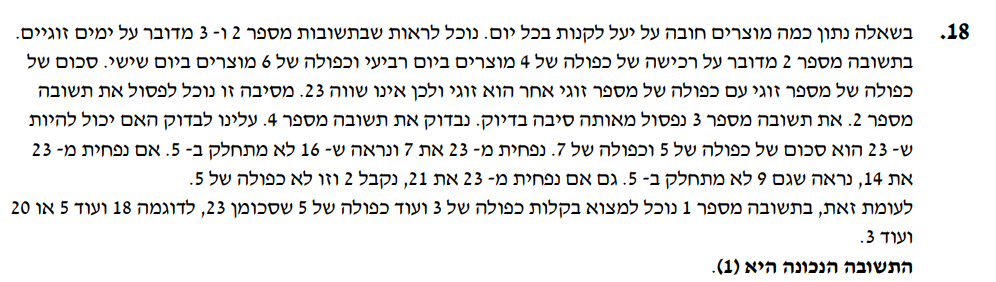 18. בשאלה נתון כמה מוצרים חובה על יעל לקנות בכל יום. נוכל לראות שבתשובות מספר 2 ו- 3 מדובר על ימים זוגיים.
בתשובה מספר 2 מדובר על רכישה של כפולה של 4 מוצרים ביום רביעי וכפולה של 6 מוצרים ביום שישי. סכום של
כפולה של מספר זוגי עם כפולה של מספר זוגי אחר הוא זוגי ולכן אינו שווה 23. מסיבה זו נוכל לפסול את תשובה
מספר 2. את תשובה מספר 3 נפסול מאותה סיבה בדיוק. נבדוק את תשובה מספר 4. עלינו לבדוק האם יכול להיות
ש- 23 הוא סכום של כפולה של 5 וכפולה של 7. נפחית מ- 23 את 7 ונראה ש- 16 לא מתחלק ב- 5. אם נפחית מ- 23
את 14, נראה שגם 9 לא מתחלק ב- 5. גם אם נפחית מ- 23 את 21, נקבל 2 וזו לא כפולה של 5.
לעומת זאת, בתשובה מספר 1 נוכל למצוא בקלות כפולה של 3 ועוד כפולה של 5 שסכומן 23, לדוגמה 18 ועוד 5 או 20
ועוד 3.
התשובה הנכונה היא (1).